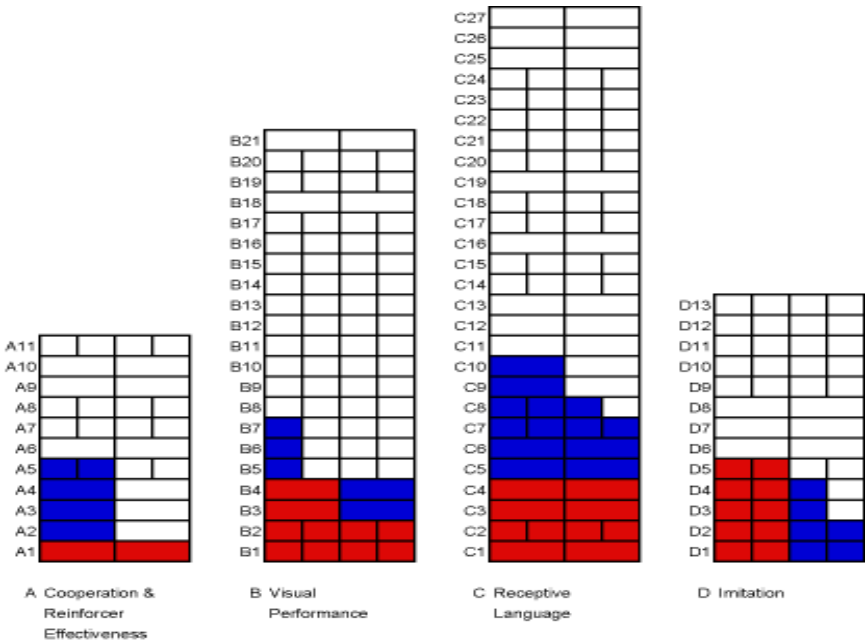 C27
C26
C25
C24
C23
C22
C21
C20
C19
C18
C17
C16
C15
C14
C13
C12
C11
C10
C9
C8
C7
C6
C5
C4
C3
C2
C1
B21
B20
B19
B18
B17
B16
B15
B14
B13
B12
B11
B10
B9
B8
B7
B6
B5
B4
B3
B2
B1
D13
D12
D11
D10
D9
D8
D7
D6
D5
D4
D3
D2
D1
A11
A10
A9
A8
A7
A6
A5
A4
A3
A2
A1
A Cooperation &
Reinforcer
Effectiveness
B Visual
Performance
C Receptive
Language
D Imitation